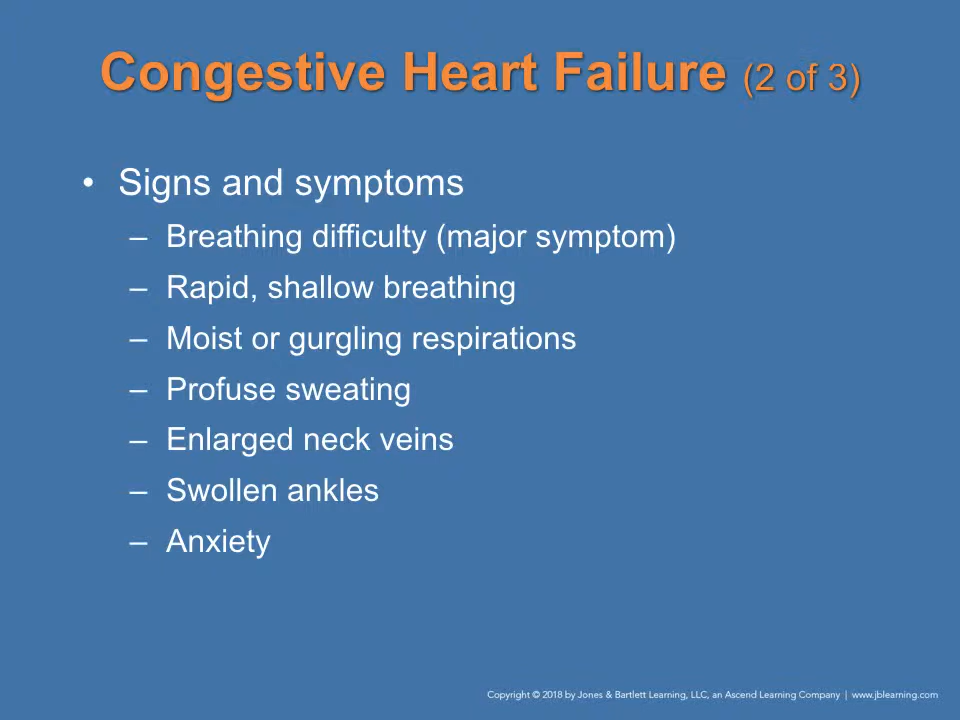 Congestive Heart Failure (2 of 3)
• Signs and symptoms
– Breathing difficulty (major symptom)
– Rapid, shallow breathing
– Moist or gurgling respirations
– Profuse sweating
– Enlarged neck veins
– Swollen ankles
– Anxiety
Copyright © 2018 by Jones & Bartlett Learning, LLC, an Ascend Learning Company | www.jblearning.com